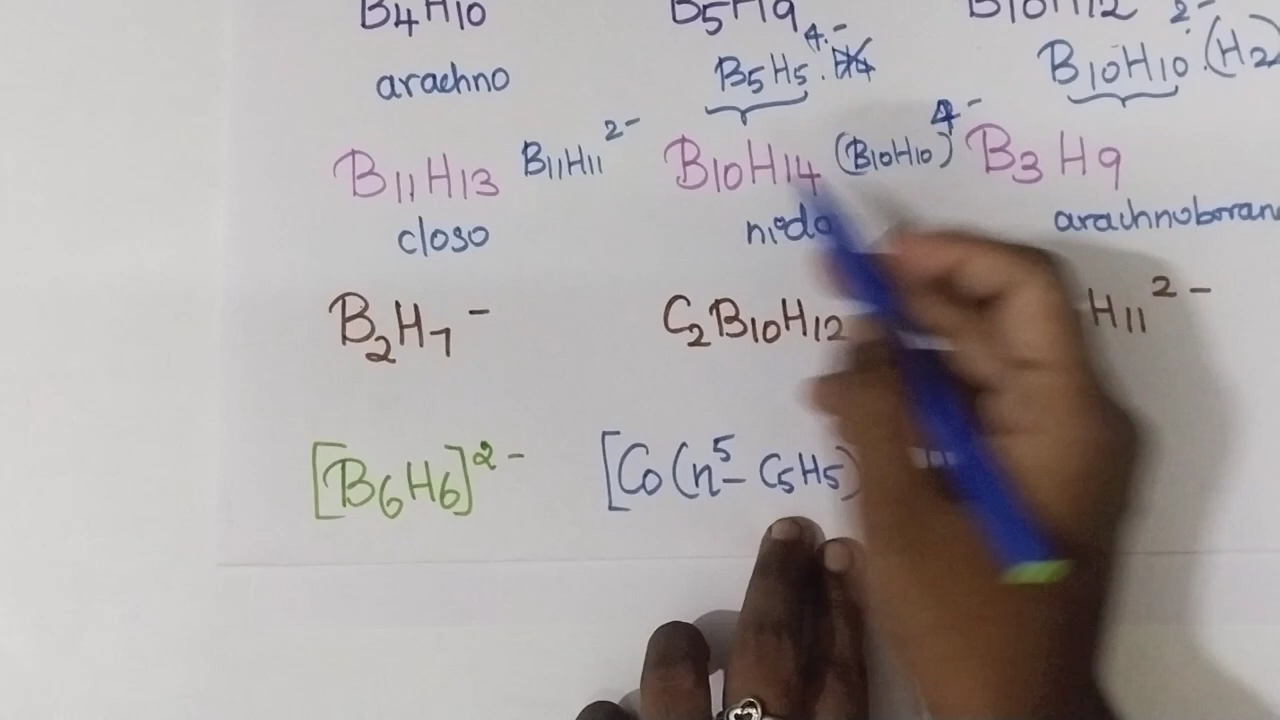 B4H10 B5H9 B10H12
arachno B5H5^4-. B10H10^2-.(H2
B11H13 B11H11^2- B10H14 (B10H10)^4- B3H9
closo nido arachnoboran
B2H7^- C2B10H12 H11^2-
[B6H6]^2- [Co(η^5-C5H5)